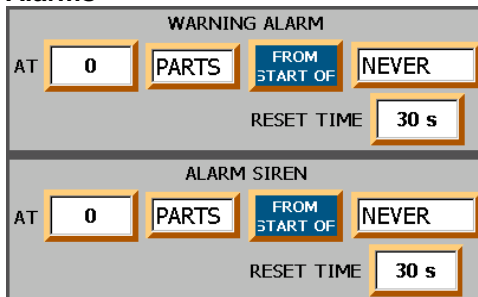 WARNING ALARM
AT 0 PARTS FROM START OF NEVER
RESET TIME 30 s
ALARM SIREN
AT 0 PARTS FROM START OF NEVER
RESET TIME 30 s